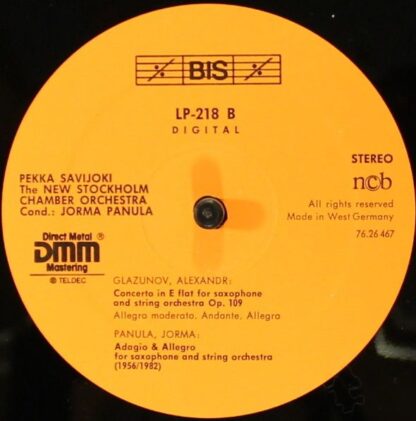 BIS
LP-218 B
DIGITAL
PEKKA SAVIJOKI
The NEW STOCKHOLM
CHAMBER ORCHESTRA
Cond.: JORMA PANULA
STEREO
ncb
All rights reserved
Made in West Germany
76.26 467
Direct Metal ®
DMM
Mastering
© TELDEC
GLAZUNOV, ALEXANDR:
Concerto in E flat for saxophone
and string orchestra Op. 109
Allegro moderato, Andante, Allegro
PANULA, JORMA:
Adagio & Allegro
for saxophone and string orchestra
(1956/1982)